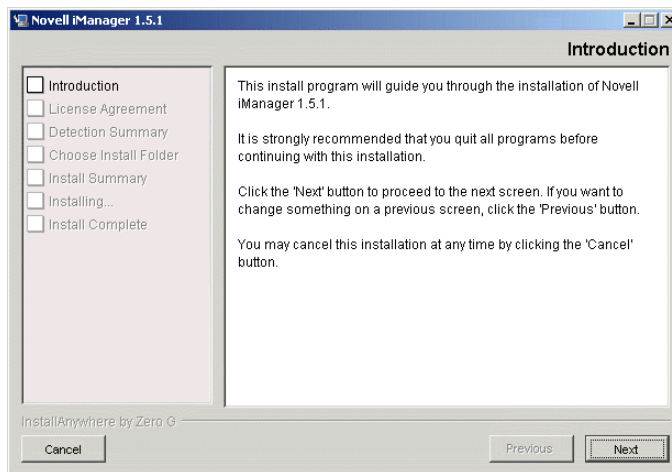 Novell iManager 1.5.1
Introduction
Introduction
License Agreement
Detection Summary
Choose Install Folder
Install Summary
Installing...
Install Complete
This install program will guide you through the installation of Novell
iManager 1.5.1.
It is strongly recommended that you quit all programs before
continuing with this installation.
Click the 'Next' button to proceed to the next screen. If you want to
change something on a previous screen, click the 'Previous' button.
You may cancel this installation at any time by clicking the 'Cancel'
button.
InstallAnywhere by Zero G
Cancel
Previous
Next